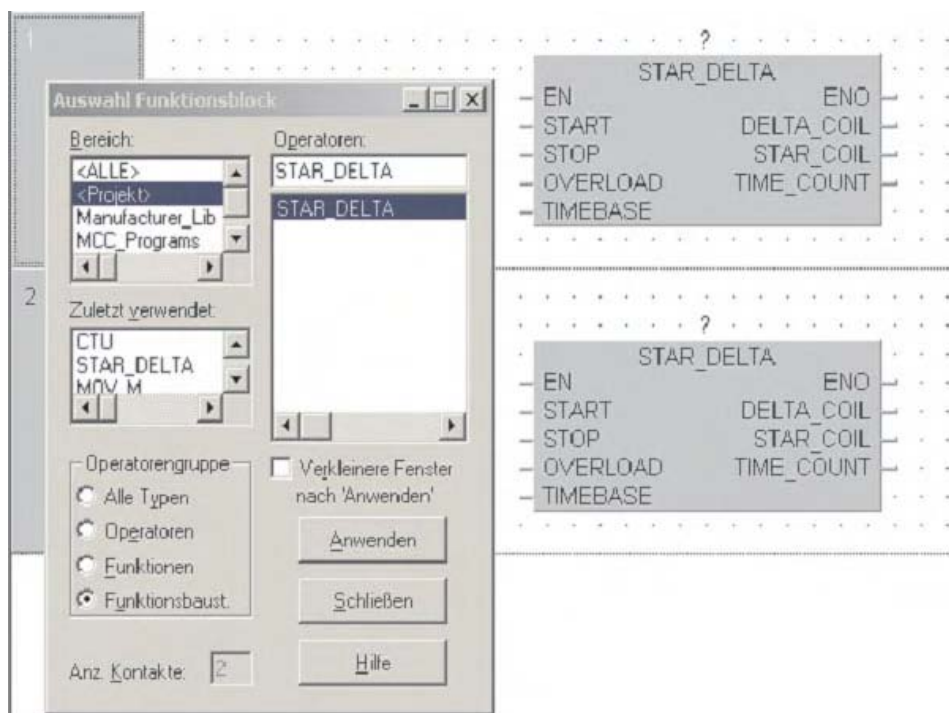 1
Auswahl Funktionsblock
Bereich:
<ALLE>
<Projekt>
Manufacturer_Lib
MCC_Programs
Zuletzt verwendet:
CTU
STAR_DELTA
MOV_M
Operatorengruppe
Alle Typen
Operatoren
Funktionen
Funktionsbaust.
Anz. Kontakte: 2
Operatoren:
STAR_DELTA
STAR_DELTA
Verkleinere Fenster
nach 'Anwenden'
Anwenden
Schließen
Hilfe
?
STAR_DELTA
EN ENO
START DELTA_COIL
STOP STAR_COIL
OVERLOAD TIME_COUNT
TIMEBASE
2
?
STAR_DELTA
EN ENO
START DELTA_COIL
STOP STAR_COIL
OVERLOAD TIME_COUNT
TIMEBASE